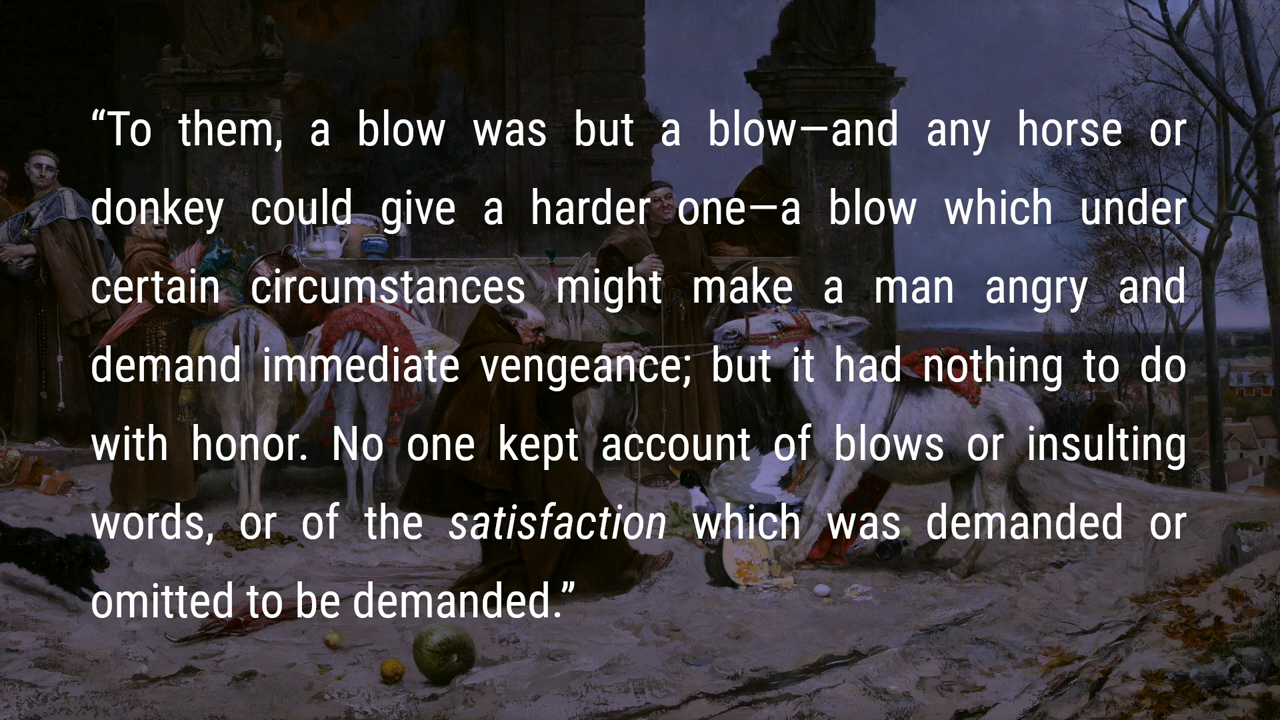 “To them, a blow was but a blow—and any horse or
donkey could give a harder one—a blow which under
certain circumstances might make a man angry and
demand immediate vengeance; but it had nothing to do
with honor. No one kept account of blows or insulting
words, or of the satisfaction which was demanded or
omitted to be demanded.”